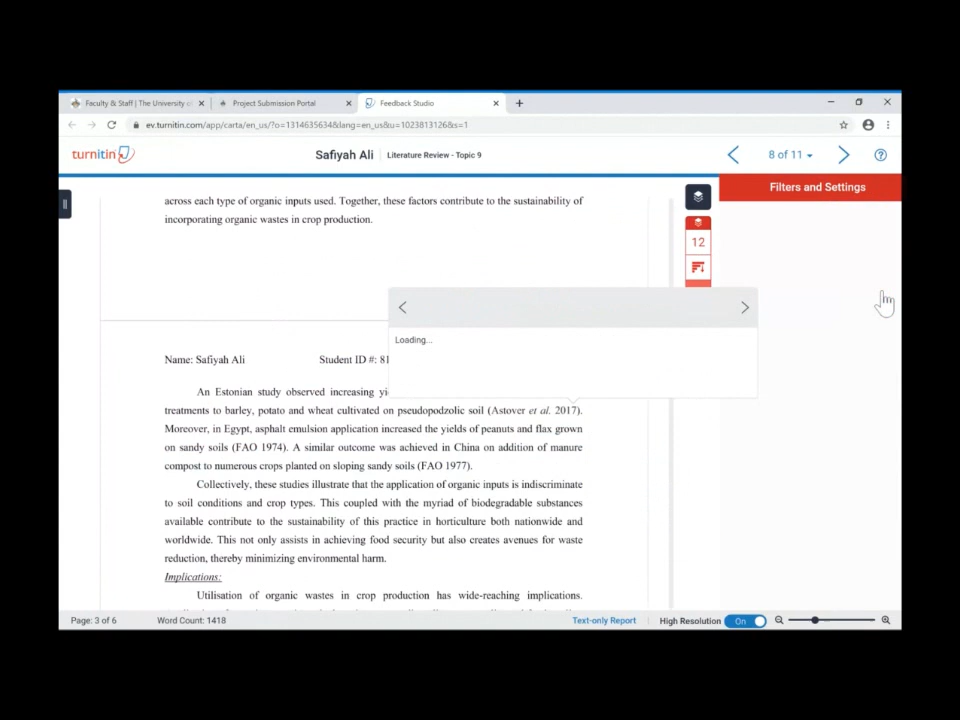 Faculty & Staff | The University o
Project Submission Portal
Feedback Studio
ev.turnitin.com/app/carta/en_us/?o=1314635634&lang=en_us&u=1023813126&s=1
turnitin
Safiyah Ali
Literature Review - Topic 9
8 of 11
Filters and Settings
across each type of organic inputs used. Together, these factors contribute to the sustainability of
incorporating organic wastes in crop production.
12
Loading...
Name: Safiyah Ali Student ID #: 81
An Estonian study observed increasing yi
treatments to barley, potato and wheat cultivated on pseudopodzolic soil (Astover et al. 2017).
Moreover, in Egypt, asphalt emulsion application increased the yields of peanuts and flax grown
on sandy soils (FAO 1974). A similar outcome was achieved in China on addition of manure
compost to numerous crops planted on sloping sandy soils (FAO 1977).
Collectively, these studies illustrate that the application of organic inputs is indiscriminate
to soil conditions and crop types. This coupled with the myriad of biodegradable substances
available contribute to the sustainability of this practice in horticulture both nationwide and
worldwide. This not only assists in achieving food security but also creates avenues for waste
reduction, thereby minimizing environmental harm.
Implications:
Utilisation of organic wastes in crop production has wide-reaching implications.
Page: 3 of 6
Word Count: 1418
Text-only Report
High Resolution
On